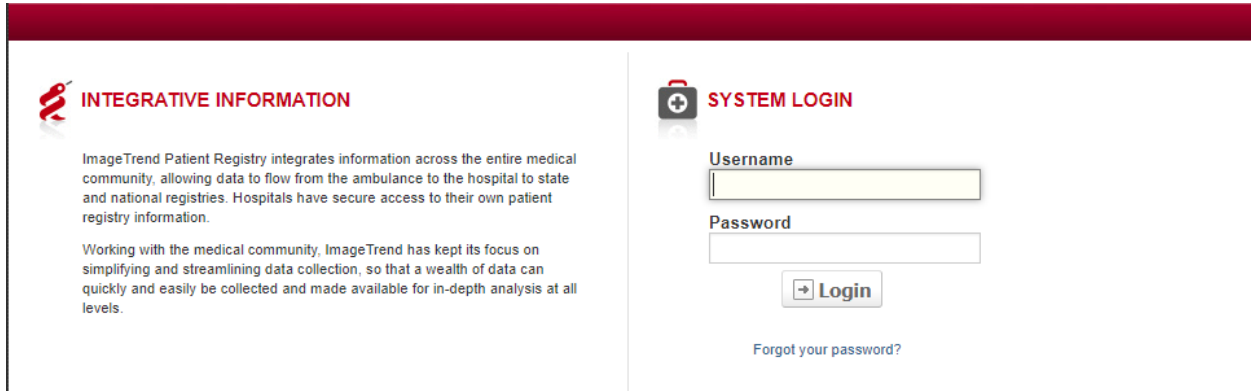 INTEGRATIVE INFORMATION
ImageTrend Patient Registry integrates information across the entire medical
community, allowing data to flow from the ambulance to the hospital to state
and national registries. Hospitals have secure access to their own patient
registry information.
Working with the medical community, ImageTrend has kept its focus on
simplifying and streamlining data collection, so that a wealth of data can
quickly and easily be collected and made available for in-depth analysis at all
levels.
SYSTEM LOGIN
Username
Password
Login
Forgot your password?